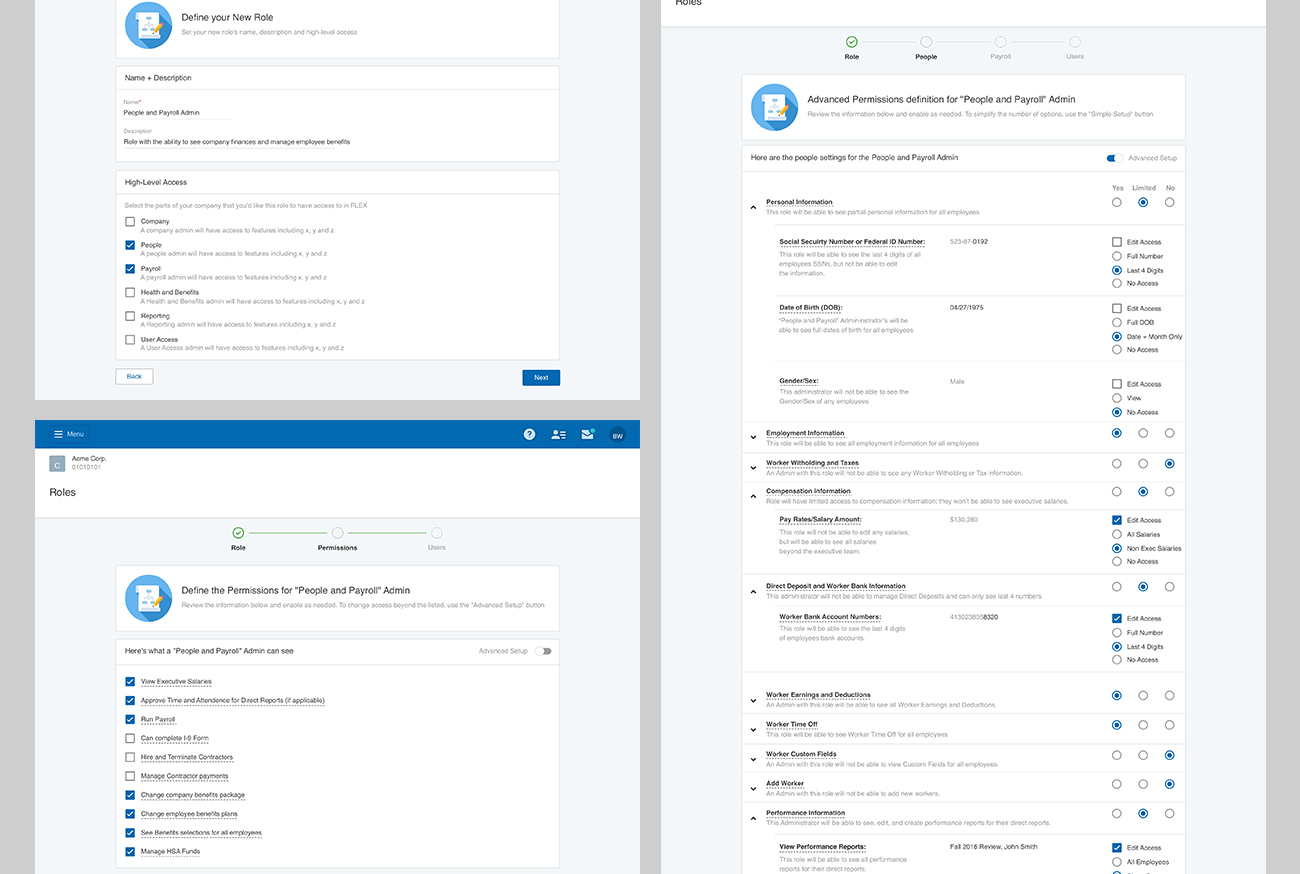 Define your New Role
Set your new role's name, description and high-level access
Name + Description
Name*
People and Payroll Admin
Description
Role with the ability to see company finances and manage employee benefits
High-Level Access
Select the parts of your company that you'd like this role to have access to in FLEX
Company
A company admin will have access to features including x, y and z
People
A people admin will have access to features including x, y and z
Payroll
A payroll admin will have access to features including x, y and z
Health and Benefits
A Health and Benefits admin will have access to features including x, y and z
Reporting
A Reporting admin will have access to features including x, y and z
User Access
A User Access admin will have access to features including x, y and z
Back
Next
Menu
?
BW
C
Acme Corp.
01010101
Roles
Role
Permissions
Users
Define the Permissions for "People and Payroll" Admin
Review the information below and enable as needed. To change access beyond the listed, use the "Advanced Setup" button
Here's what a "People and Payroll" Admin can see
Advanced Setup
View Executive Salaries
Approve Time and Attendence for Direct Reports (if applicable)
Run Payroll
Can complete I-9 Form
Hire and Terminate Contractors
Manage Contractor payments
Change company benefits package
Change employee benefits plans
See Benefits selections for all employees
Manage HSA Funds
Roles
Role
People
Payroll
Users
Advanced Permissions definition for "People and Payroll" Admin
Review the information below and enable as needed. To simplify the number of options, use the "Simple Setup" button
Here are the people settings for the People and Payroll Admin
Advanced Setup
Yes Limited No
Personal Information
This role will be able to see partial personal information for all employees
Social Secuirty Number or Federal ID Number:
523-87-0192
This role will be able to see the last 4 digits of all
employees SSNs, but not be able to edit
the information.
Edit Access
Full Number
Last 4 Digits
No Access
Date of Birth (DOB):
04/27/1975
"People and Payroll" Admininistrator's will be
able to see full dates of birth for all employees
Edit Access
Full DOB
Date + Month Only
No Access
Gender/Sex:
Male
This administrator will not be able to see the
Gender/Sex of any employees
Edit Access
View
No Access
Employment Information
This role will be able to see all employment information for all employees
Worker Witholding and Taxes
An Admin with this role will not be able to see any Worker Witholding or Tax information.
Compensation information
Role will have limited access to compensation information; they won't be able to see executive salaries.
Pay Rates/Salary Amount:
$130,280
This role will not be able to edit any salaries,
but will be able to see all salaries
beyond the executive team.
Edit Access
All Salaries
Non Exec Salaries
No Access
Direct Deposit and Worker Bank Information
This administrator will not be able to manage Direct Deposits and can only see last 4 numbers
Worker Bank Account Numbers:
4130238058320
This role will be able to see the last 4 digits
of employees bank accounts.
Edit Access
Full Number
Last 4 Digits
No Access
Worker Earnings and Deductions
An Admin with this role will be able to see all Worker Earnings and Deductions.
Worker Time Off
This role will be able to see Worker Time Off for all employees
Worker Custom Fields
An Admin with this role will not be able to view Custom Fields for all employees.
Add Worker
An Admin with this role will not be able to add new workers.
Performance Information
This Administrator will be able to see, edit, and create performance reports for their direct reports.
View Performance Reports:
Fall 2018 Review, John Smith
This role will be able to see all performance
reports for their direct reports.
Edit Access
All Employees